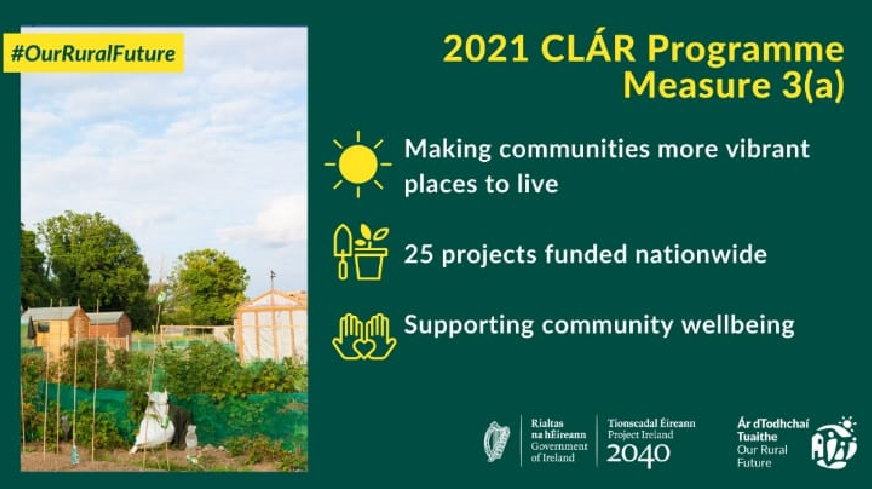 #OurRuralFuture
2021 CLÁR Programme
Measure 3(a)
Making communities more vibrant
places to live
25 projects funded nationwide
Supporting community wellbeing
Rialtas
na hÉireann
Government
of Ireland
Tionscadal Éireann
Project Ireland
2040
Ár dTodhchaí
Tuaithe
Our Rural
Future